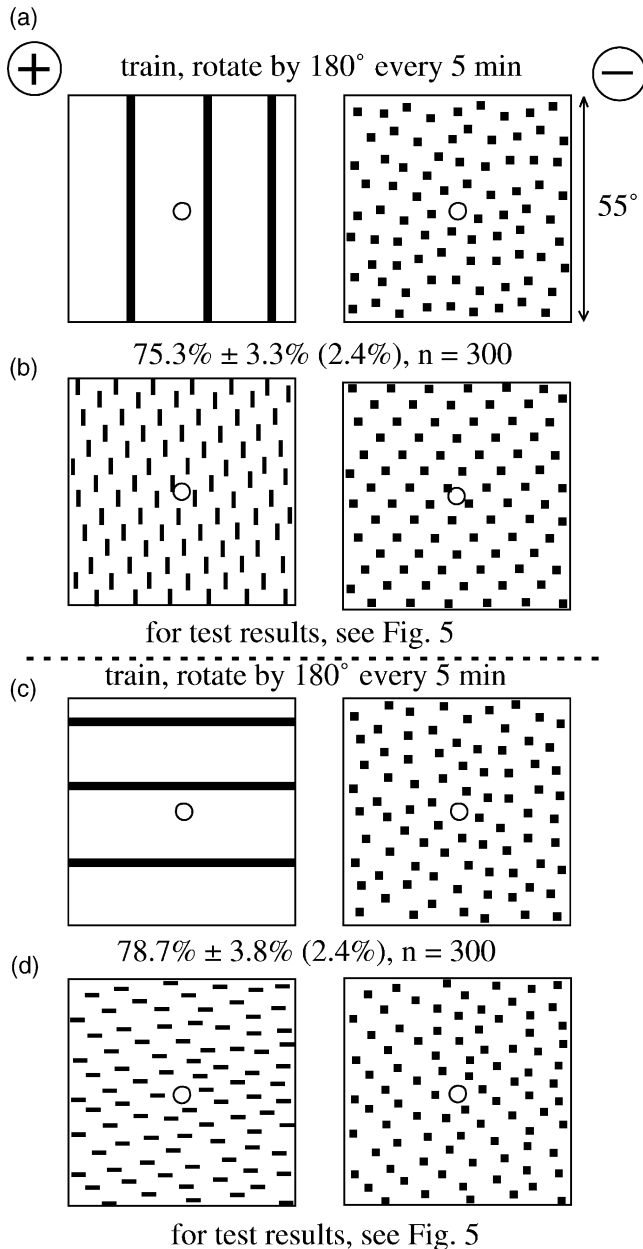 (a)
+ train, rotate by 180° every 5 min −
55°
75.3% ± 3.3% (2.4%), n = 300
(b)
for test results, see Fig. 5
train, rotate by 180° every 5 min
(c)
78.7% ± 3.8% (2.4%), n = 300
(d)
for test results, see Fig. 5